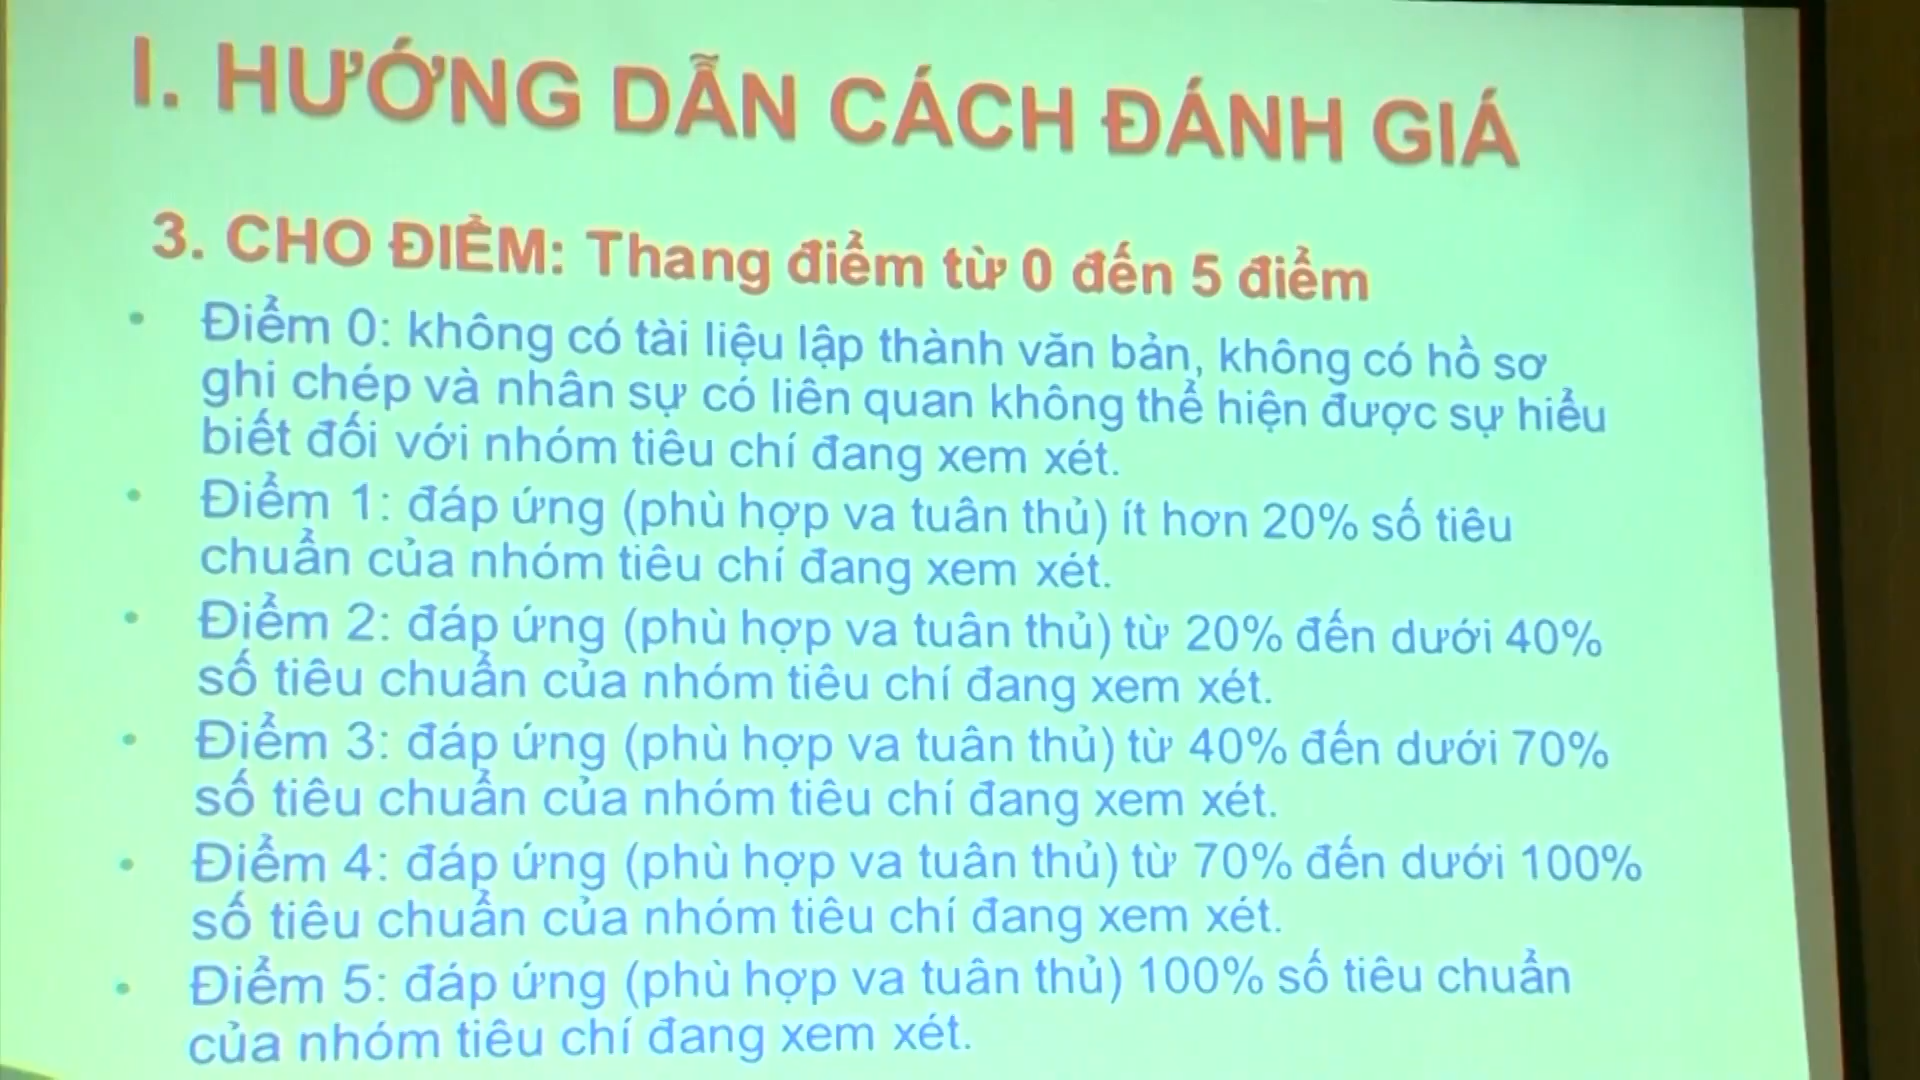 I. HƯỚNG DẪN CÁCH ĐÁNH GIÁ
3. CHO ĐIỂM: Thang điểm từ 0 đến 5 điểm
• Điểm 0: không có tài liệu lập thành văn bản, không có hồ sơ
ghi chép và nhân sự có liên quan không thể hiện được sự hiểu
biết đối với nhóm tiêu chí đang xem xét.
• Điểm 1: đáp ứng (phù hợp va tuân thủ) ít hơn 20% số tiêu
chuẩn của nhóm tiêu chí đang xem xét.
• Điểm 2: đáp ứng (phù hợp va tuân thủ) từ 20% đến dưới 40%
số tiêu chuẩn của nhóm tiêu chí đang xem xét.
• Điểm 3: đáp ứng (phù hợp va tuân thủ) từ 40% đến dưới 70%
số tiêu chuẩn của nhóm tiêu chí đang xem xét.
• Điểm 4: đáp ứng (phù hợp va tuân thủ) từ 70% đến dưới 100%
số tiêu chuẩn của nhóm tiêu chí đang xem xét.
• Điểm 5: đáp ứng (phù hợp va tuân thủ) 100% số tiêu chuẩn
của nhóm tiêu chí đang xem xét.